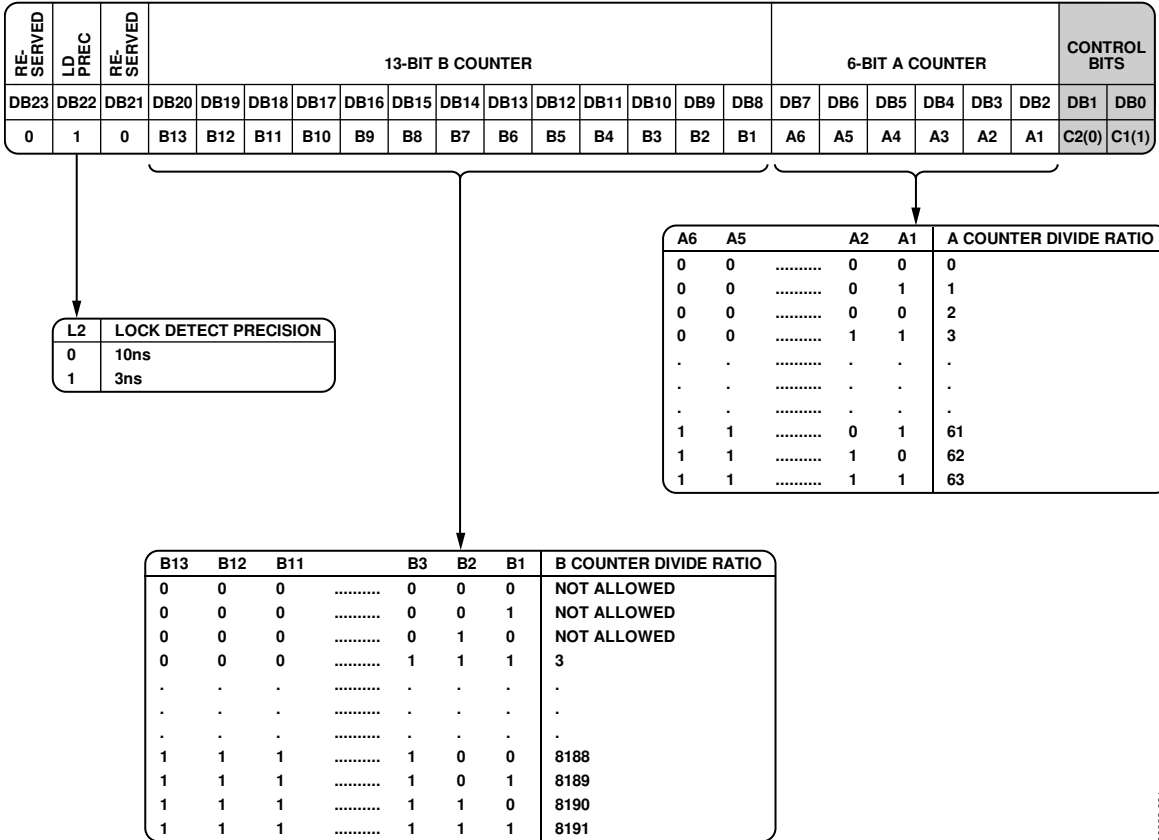 RE-SERVED LD PREC RE-SERVED 13-BIT B COUNTER 6-BIT A COUNTER CONTROL BITS
DB23 DB22 DB21 DB20 DB19 DB18 DB17 DB16 DB15 DB14 DB13 DB12 DB11 DB10 DB9 DB8 DB7 DB6 DB5 DB4 DB3 DB2 DB1 DB0
0 1 0 B13 B12 B11 B10 B9 B8 B7 B6 B5 B4 B3 B2 B1 A6 A5 A4 A3 A2 A1 C2(0) C1(1)
A6 A5 A2 A1 A COUNTER DIVIDE RATIO
0 0 .......... 0 0 0
0 0 .......... 0 1 1
0 0 .......... 0 0 2
0 0 .......... 1 1 3
. . .......... . . .
. . .......... . . .
. . .......... . . .
1 1 .......... 0 1 61
1 1 .......... 1 0 62
1 1 .......... 1 1 63
L2 LOCK DETECT PRECISION
0 10ns
1 3ns
B13 B12 B11 B3 B2 B1 B COUNTER DIVIDE RATIO
0 0 0 .......... 0 0 0 NOT ALLOWED
0 0 0 .......... 0 0 1 NOT ALLOWED
0 0 0 .......... 0 1 0 NOT ALLOWED
0 0 0 .......... 1 1 1 3
. . . .......... . . . .
. . . .......... . . . .
. . . .......... . . . .
1 1 1 .......... 1 0 0 8188
1 1 1 .......... 1 0 1 8189
1 1 1 .......... 1 1 0 8190
1 1 1 .......... 1 1 1 8191